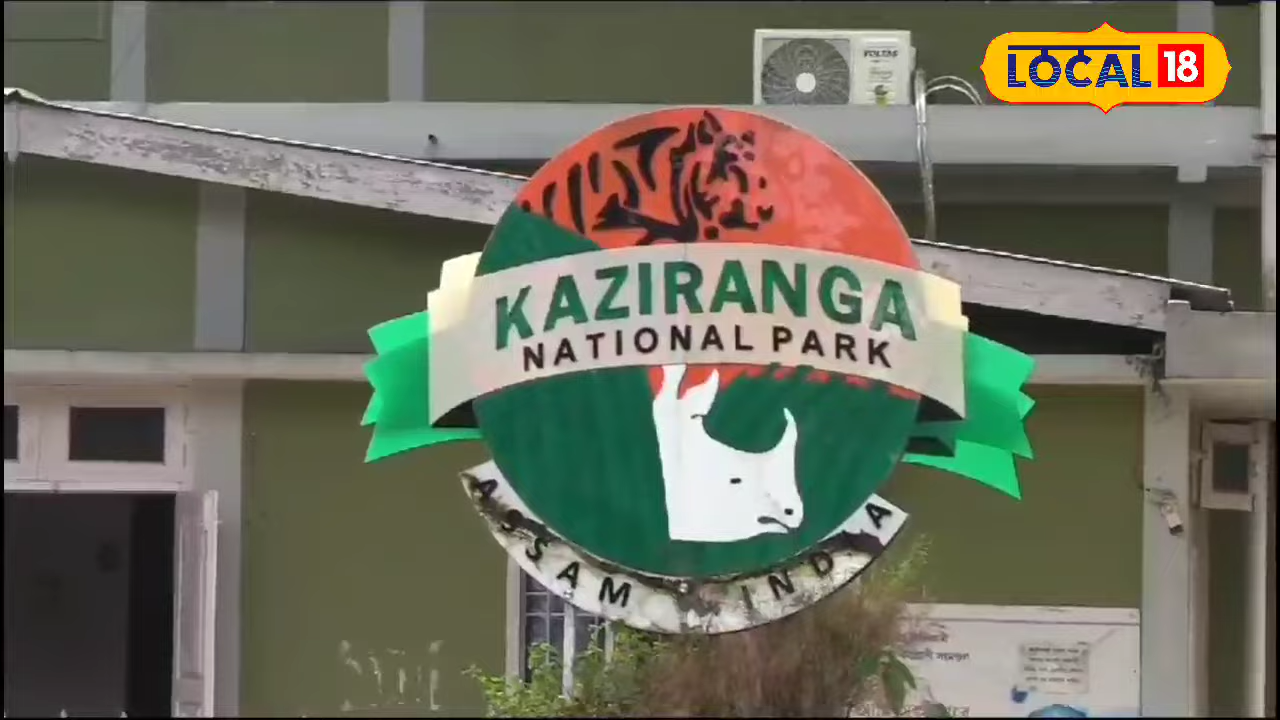 LOCAL 18
VOLTAS
KAZIRANGA
NATIONAL PARK
ASSAM INDIA